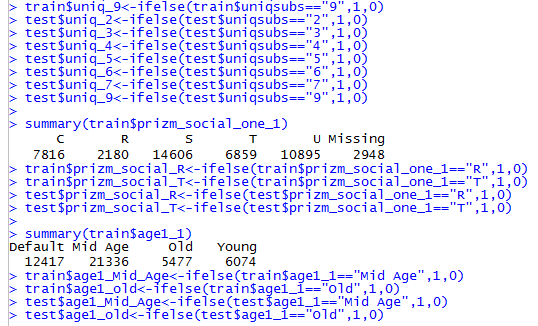 > train$uniq_9<-ifelse(train$uniqsubs=="9",1,0)
> test$uniq_2<-ifelse(test$uniqsubs=="2",1,0)
> test$uniq_3<-ifelse(test$uniqsubs=="3",1,0)
> test$uniq_4<-ifelse(test$uniqsubs=="4",1,0)
> test$uniq_5<-ifelse(test$uniqsubs=="5",1,0)
> test$uniq_6<-ifelse(test$uniqsubs=="6",1,0)
> test$uniq_7<-ifelse(test$uniqsubs=="7",1,0)
> test$uniq_9<-ifelse(test$uniqsubs=="9",1,0)
>
> summary(train$prizm_social_one_1)
C R S T U Missing
7816 2180 14606 6859 10895 2948
> train$prizm_social_R<-ifelse(train$prizm_social_one_1=="R",1,0)
> train$prizm_social_T<-ifelse(train$prizm_social_one_1=="T",1,0)
> test$prizm_social_R<-ifelse(test$prizm_social_one_1=="R",1,0)
> test$prizm_social_T<-ifelse(test$prizm_social_one_1=="T",1,0)
>
> summary(train$age1_1)
Default Mid Age Old Young
12417 21336 5477 6074
> train$age1_Mid_Age<-ifelse(train$age1_1=="Mid Age",1,0)
> train$age1_Old<-ifelse(train$age1_1=="Old",1,0)
> test$age1_Mid_Age<-ifelse(test$age1_1=="Mid Age",1,0)
> test$age1_Old<-ifelse(test$age1_1=="Old",1,0)